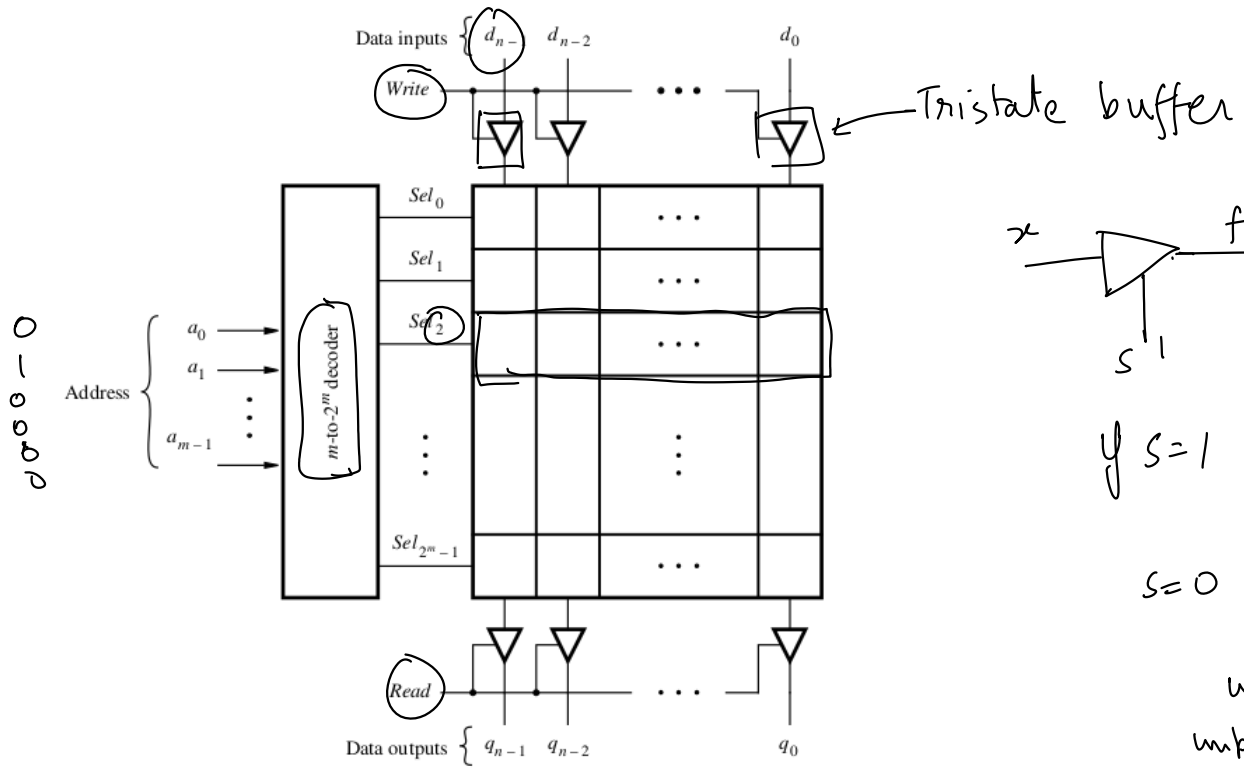 Data inputs { d_{n-} d_{n-2} d_0
Write
Tristate buffer
Sel_0
Sel_1
Sel_2
Sel_{2^m-1}
Address
a_0
a_1
a_{m-1}
m-to-2^m decoder
0
1
0
0
0
0
x f
S 1
if S=1
S=0
Read
Data outputs { q_{n-1} q_{n-2} q_0